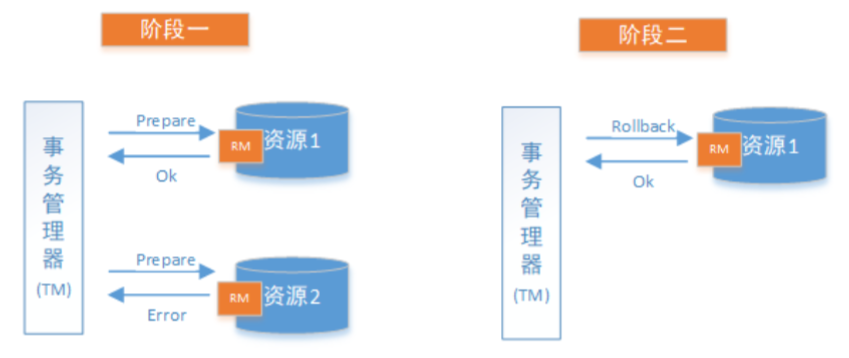 阶段一
事务管理器
(TM)
Prepare
RM
资源1
Ok
Prepare
RM
资源2
Error
阶段二
事务管理器
(TM)
Rollback
RM
资源1
Ok